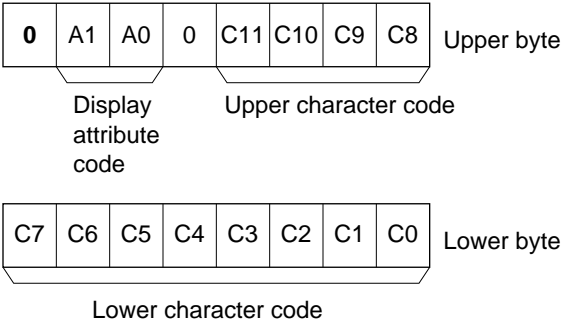 0 A1 A0 0 C11 C10 C9 C8 Upper byte
Display attribute code
Upper character code
C7 C6 C5 C4 C3 C2 C1 C0 Lower byte
Lower character code